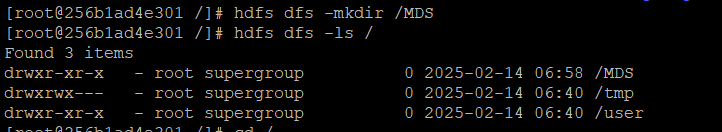 [root@256b1ad4e301 /]# hdfs dfs -mkdir /MDS
[root@256b1ad4e301 /]# hdfs dfs -ls /
Found 3 items
drwxr-xr-x   - root supergroup          0 2025-02-14 06:58 /MDS
drwxrwx---   - root supergroup          0 2025-02-14 06:40 /tmp
drwxr-xr-x   - root supergroup          0 2025-02-14 06:40 /user
[root@256b1ad4e301 /]# cd /